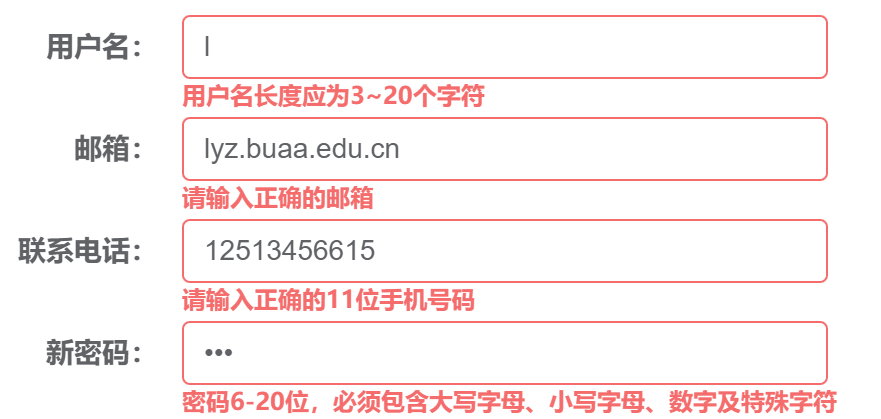 用户名： l
用户名长度应为3~20个字符
邮箱： lyz.buaa.edu.cn
请输入正确的邮箱
联系电话： 12513456615
请输入正确的11位手机号码
新密码： •••
密码6-20位，必须包含大写字母、小写字母、数字及特殊字符